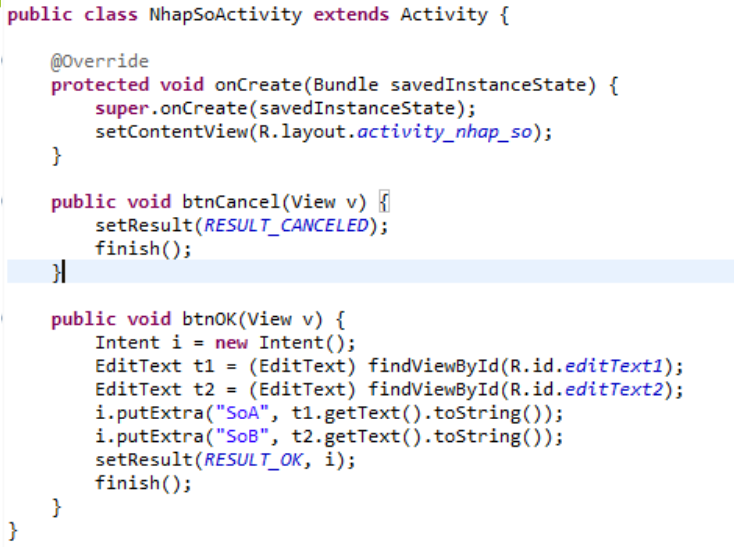 public class NhapSoActivity extends Activity {
@Override
protected void onCreate(Bundle savedInstanceState) {
super.onCreate(savedInstanceState);
setContentView(R.layout.activity_nhap_so);
}
public void btnCancel(View v) {
setResult(RESULT_CANCELED);
finish();
}
public void btnOK(View v) {
Intent i = new Intent();
EditText t1 = (EditText) findViewById(R.id.editText1);
EditText t2 = (EditText) findViewById(R.id.editText2);
i.putExtra("SoA", t1.getText().toString());
i.putExtra("SoB", t2.getText().toString());
setResult(RESULT_OK, i);
finish();
}
}